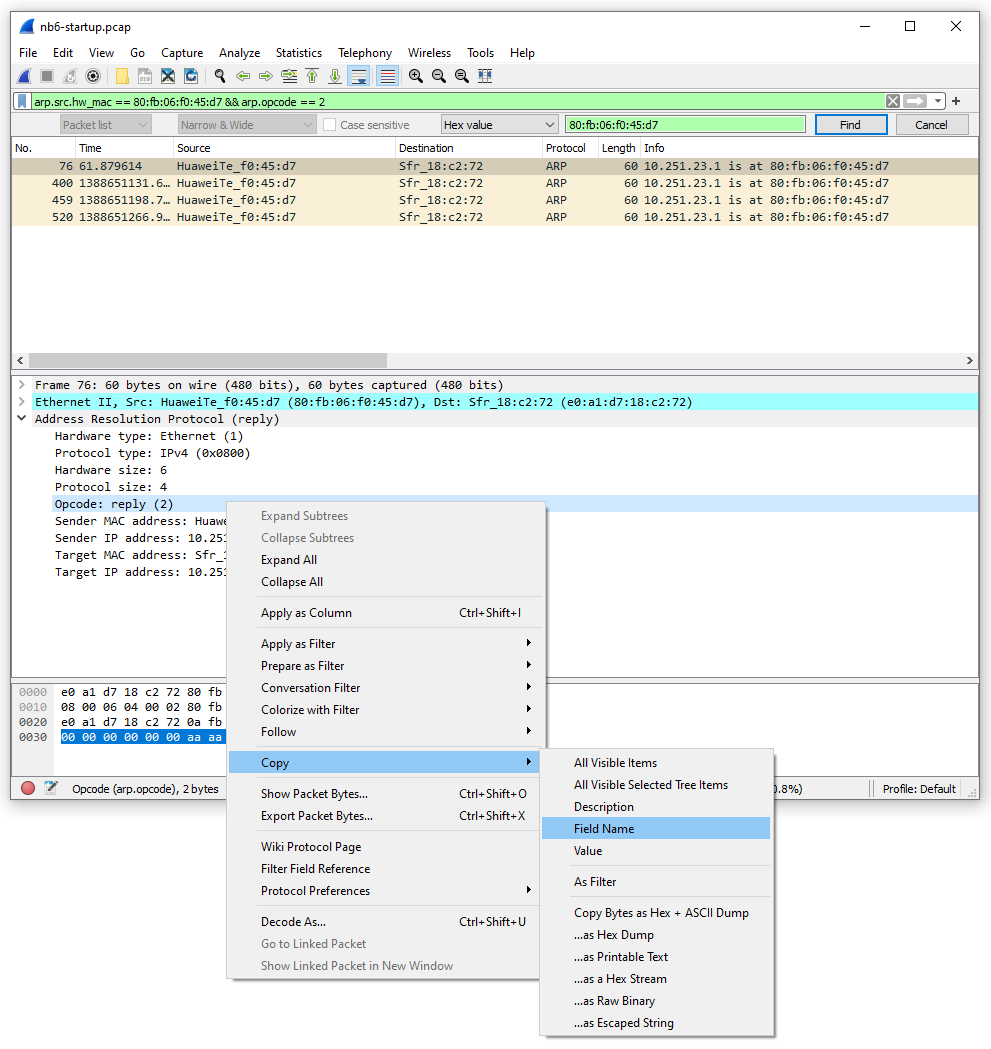 nb6-startup.pcap
File Edit View Go Capture Analyze Statistics Telephony Wireless Tools Help
arp.src.hw_mac == 80:fb:06:f0:45:d7 && arp.opcode == 2
Packet list Narrow & Wide Case sensitive Hex value 80:fb:06:f0:45:d7 Find Cancel
No. Time Source Destination Protocol Length Info
76 61.879614 HuaweiTe_f0:45:d7 Sfr_18:c2:72 ARP 60 10.251.23.1 is at 80:fb:06:f0:45:d7
400 1388651131.6… HuaweiTe_f0:45:d7 Sfr_18:c2:72 ARP 60 10.251.23.1 is at 80:fb:06:f0:45:d7
459 1388651198.7… HuaweiTe_f0:45:d7 Sfr_18:c2:72 ARP 60 10.251.23.1 is at 80:fb:06:f0:45:d7
520 1388651266.9… HuaweiTe_f0:45:d7 Sfr_18:c2:72 ARP 60 10.251.23.1 is at 80:fb:06:f0:45:d7
Frame 76: 60 bytes on wire (480 bits), 60 bytes captured (480 bits)
Ethernet II, Src: HuaweiTe_f0:45:d7 (80:fb:06:f0:45:d7), Dst: Sfr_18:c2:72 (e0:a1:d7:18:c2:72)
Address Resolution Protocol (reply)
Hardware type: Ethernet (1)
Protocol type: IPv4 (0x0800)
Hardware size: 6
Protocol size: 4
Opcode: reply (2)
Sender MAC address: Huawe
Sender IP address: 10.251
Target MAC address: Sfr_1
Target IP address: 10.251
Expand Subtrees
Collapse Subtrees
Expand All
Collapse All
Apply as Column Ctrl+Shift+I
Apply as Filter
Prepare as Filter
Conversation Filter
Colorize with Filter
Follow
Copy
Show Packet Bytes... Ctrl+Shift+O
Export Packet Bytes... Ctrl+Shift+X
Wiki Protocol Page
Filter Field Reference
Protocol Preferences
Decode As... Ctrl+Shift+U
Go to Linked Packet
Show Linked Packet in New Window
All Visible Items
All Visible Selected Tree Items
Description
Field Name
Value
As Filter
Copy Bytes as Hex + ASCII Dump
...as Hex Dump
...as Printable Text
...as a Hex Stream
...as Raw Binary
...as Escaped String
0000 e0 a1 d7 18 c2 72 80 fb
0010 08 00 06 04 00 02 80 fb
0020 e0 a1 d7 18 c2 72 0a fb
0030 00 00 00 00 00 00 aa aa
Opcode (arp.opcode), 2 bytes 0.8%) Profile: Default